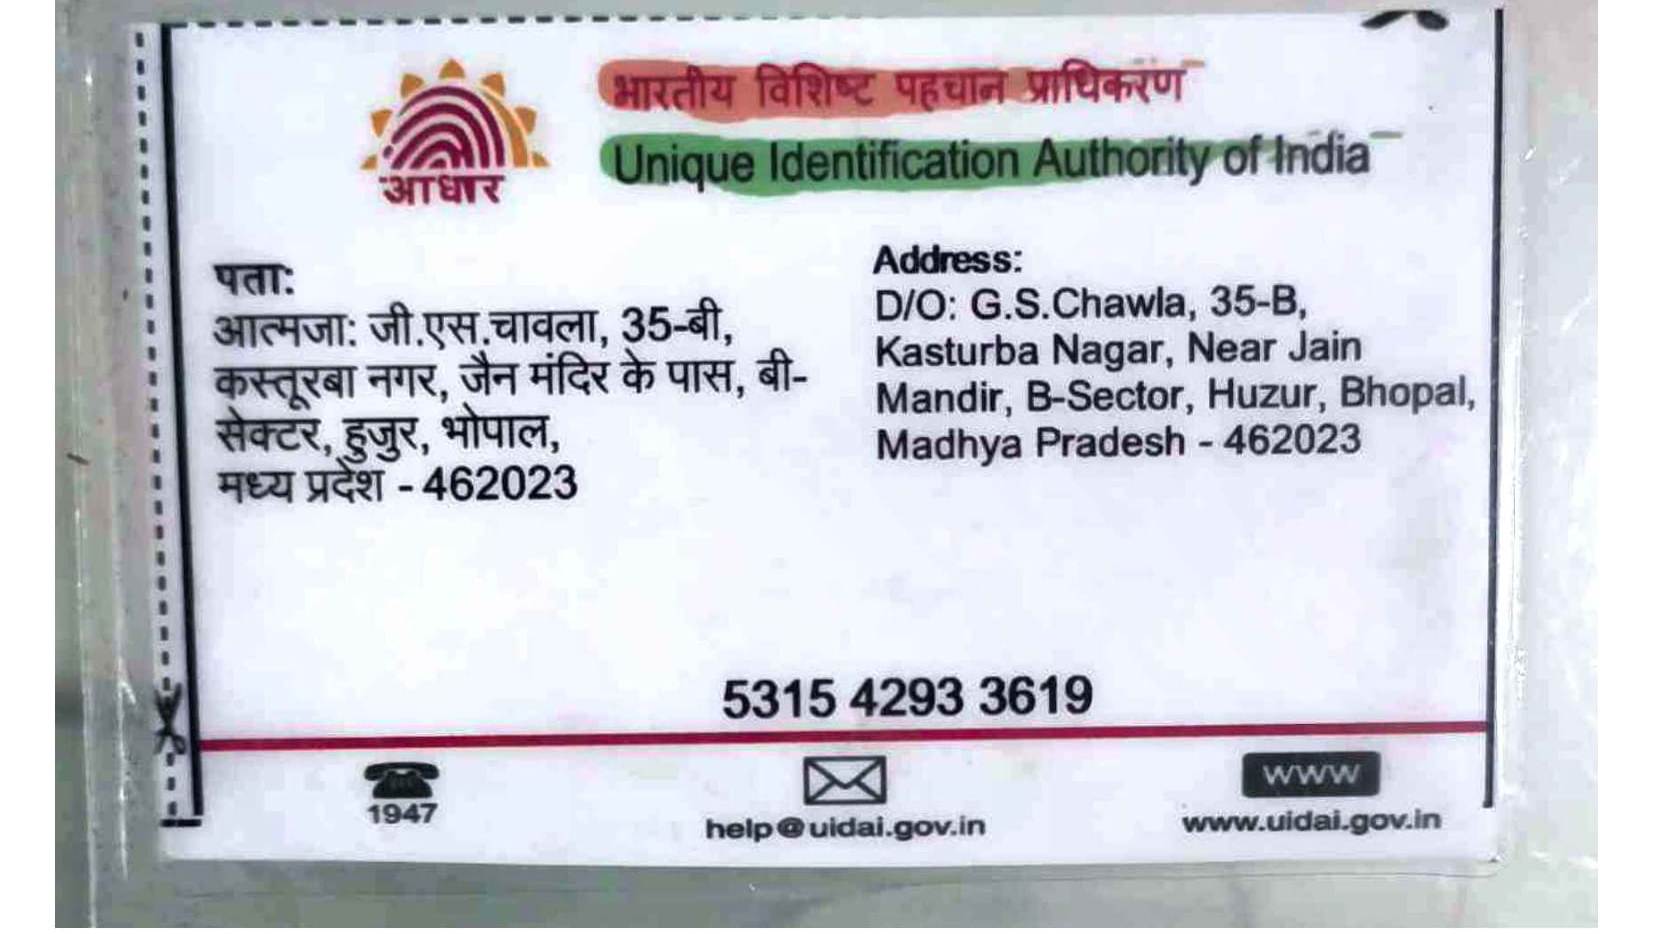 आधार
भारतीय विशिष्ट पहचान प्राधिकरण
Unique Identification Authority of India
पता:
आत्मजा: जी.एस.चावला, 35-बी,
कस्तूरबा नगर, जैन मंदिर के पास, बी-
सेक्टर, हुजुर, भोपाल,
मध्य प्रदेश - 462023
Address:
D/O: G.S.Chawla, 35-B,
Kasturba Nagar, Near Jain
Mandir, B-Sector, Huzur, Bhopal,
Madhya Pradesh - 462023
5315 4293 3619
1947
help@uidai.gov.in
www
www.uidai.gov.in